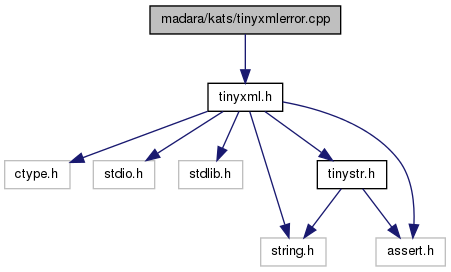 madara/kats/tinyxmlerror.cpp
tinyxml.h
ctype.h
stdio.h
stdlib.h
tinystr.h
string.h
assert.h